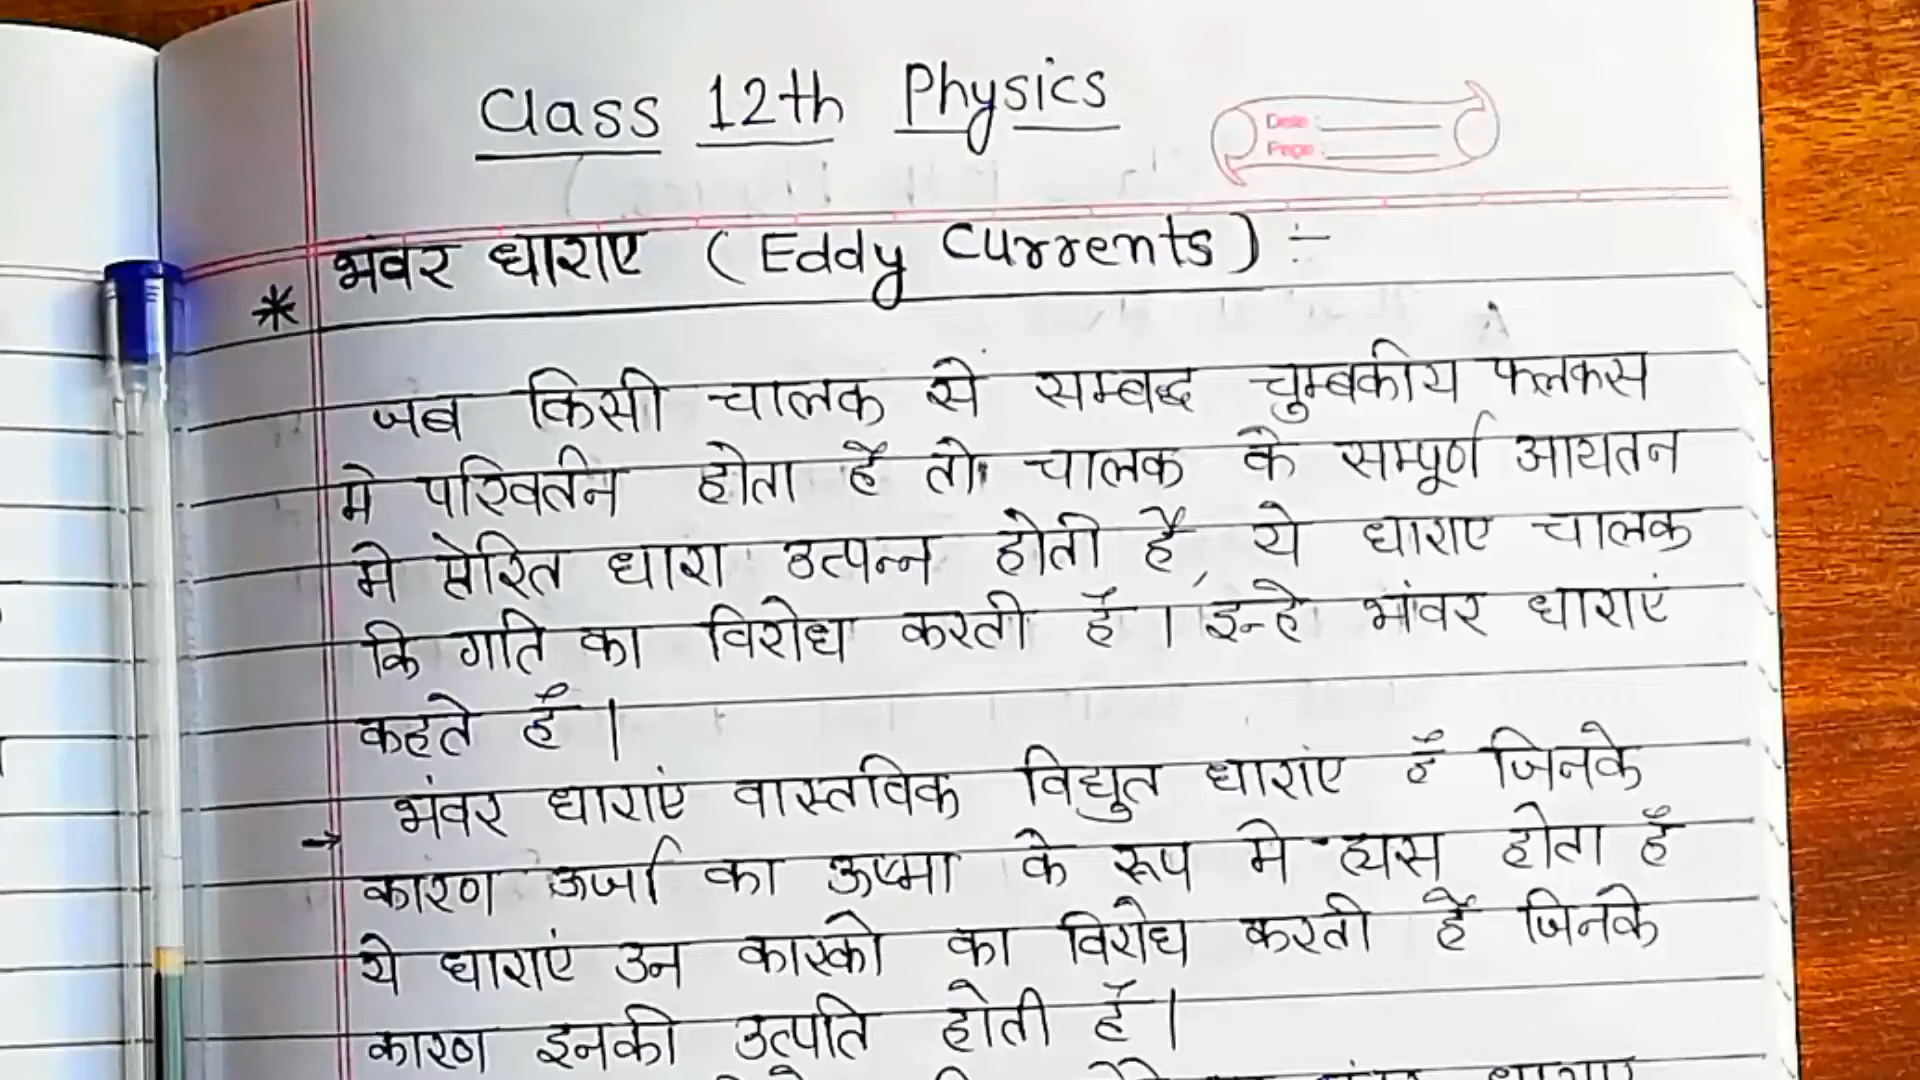 Class 12th Physics
Date :
Page :
* भंवर धाराए (Eddy Currents) :-
जब किसी चालक से सम्बद्ध चुम्बकीय फलकस
मे परिवर्तन होता है तो चालक के सम्पूर्ण आयतन
मे प्रेरित धारा उत्पन्न होती है, ये धाराए चालक
कि गति का विरोध करती है। इन्हे भंवर धाराएं
कहते है।
→ भंवर धाराएं वास्तविक विद्युत धाराएं है जिनके
कारण ऊर्जा का ऊष्मा के रूप मे ह्यस होता है
ये धाराएं उन कारको का विरोध करती है जिनके
कारण इनकी उत्पति होती है।